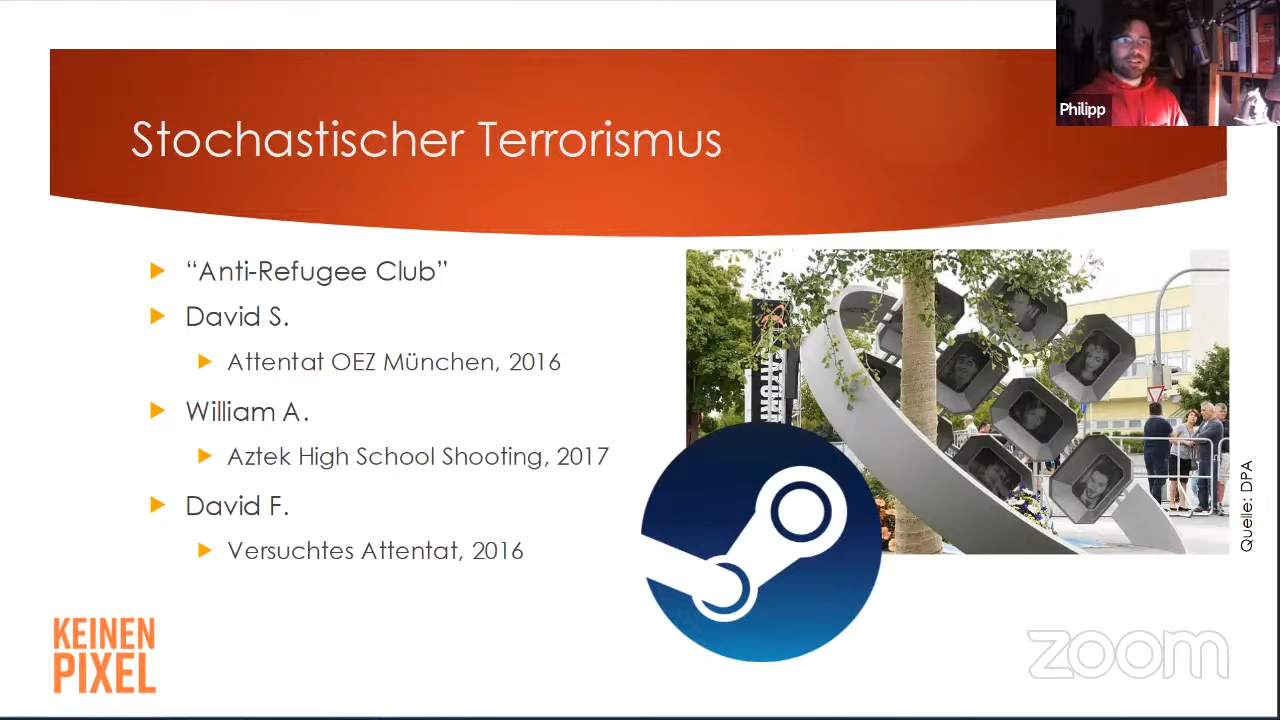 Philipp
Stochastischer Terrorismus
“Anti-Refugee Club”
David S.
Attentat OEZ München, 2016
William A.
Aztek High School Shooting, 2017
David F.
Versuchtes Attentat, 2016
Quelle: DPA
KEINEN
PIXEL
zoom